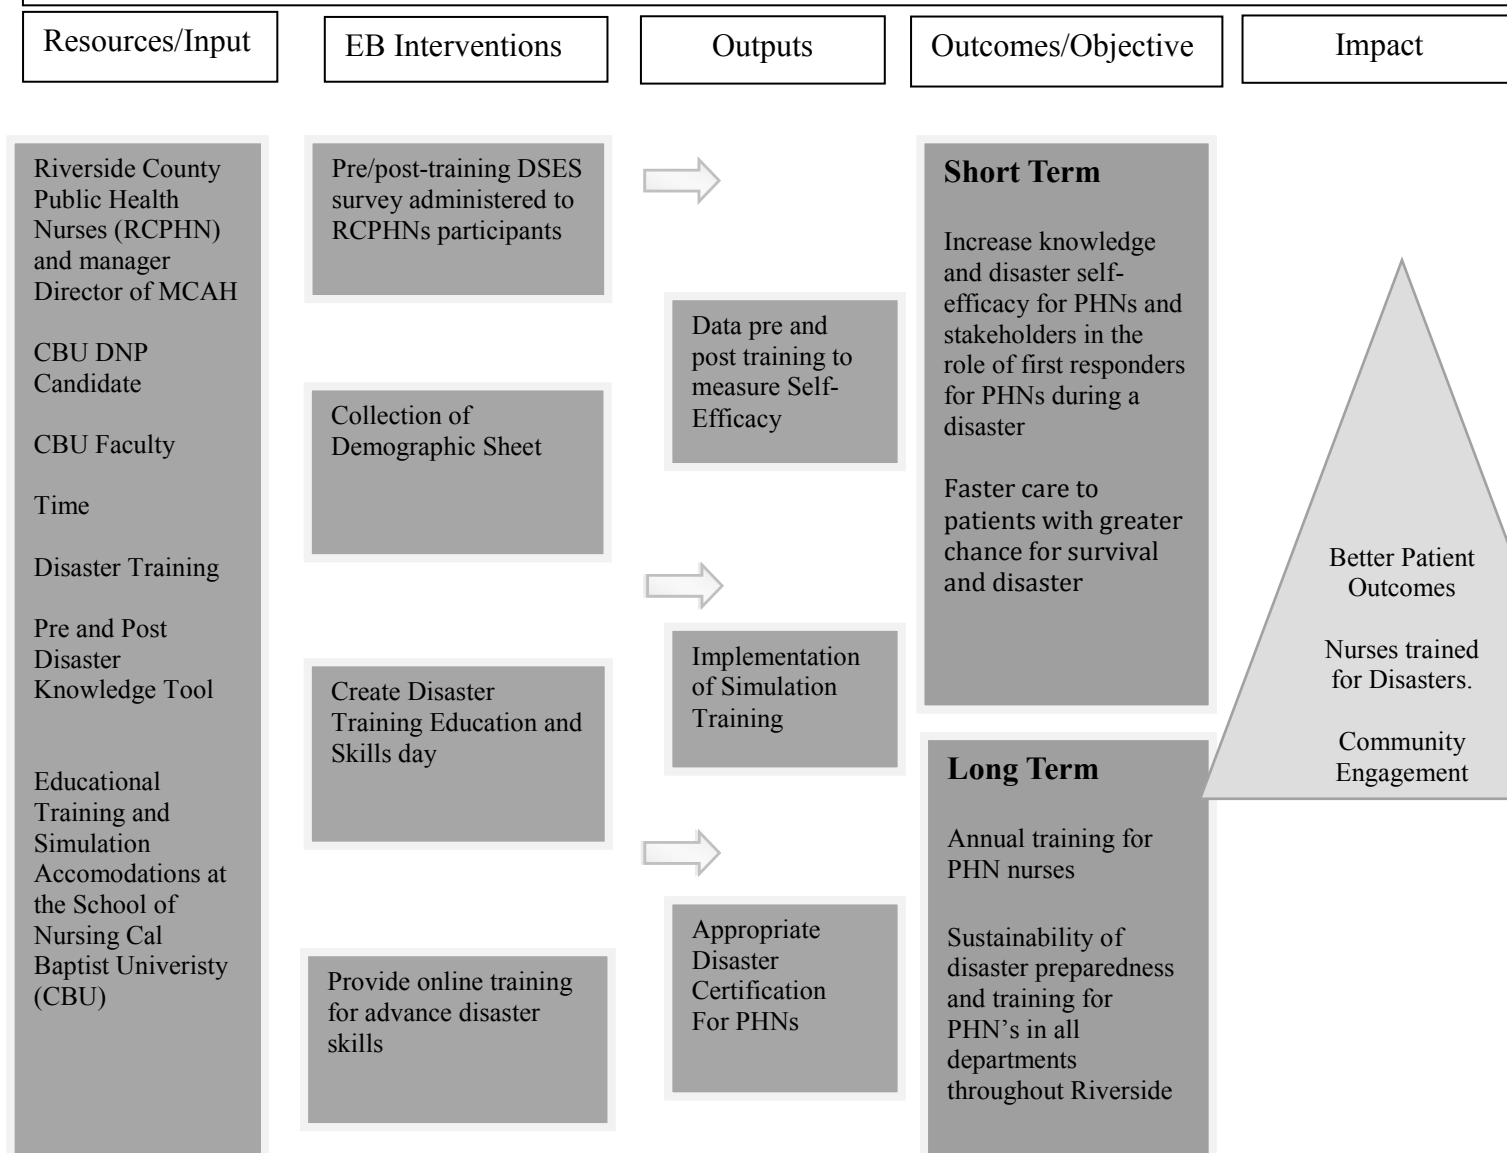 Resources/Input
EB Interventions
Outputs
Outcomes/Objective
Impact
Riverside County
Public Health
Nurses (RCPHN)
and manager
Director of MCAH
CBU DNP
Candidate
CBU Faculty
Time
Disaster Training
Pre and Post
Disaster
Knowledge Tool
Educational
Training and
Simulation
Accomodations at
the School of
Nursing Cal
Baptist Univeristy
(CBU)
Pre/post-training DSES
survey administered to
RCPHNs participants
Collection of
Demographic Sheet
Create Disaster
Training Education and
Skills day
Provide online training
for advance disaster
skills
Data pre and
post training to
measure Self-
Efficacy
Implementation
of Simulation
Training
Appropriate
Disaster
Certification
For PHNs
Short Term
Increase knowledge
and disaster self-
efficacy for PHNs and
stakeholders in the
role of first responders
for PHNs during a
disaster
Faster care to
patients with greater
chance for survival
and disaster
Long Term
Annual training for
PHN nurses
Sustainability of
disaster preparedness
and training for
PHN’s in all
departments
throughout Riverside
Better Patient
Outcomes
Nurses trained
for Disasters.
Community
Engagement